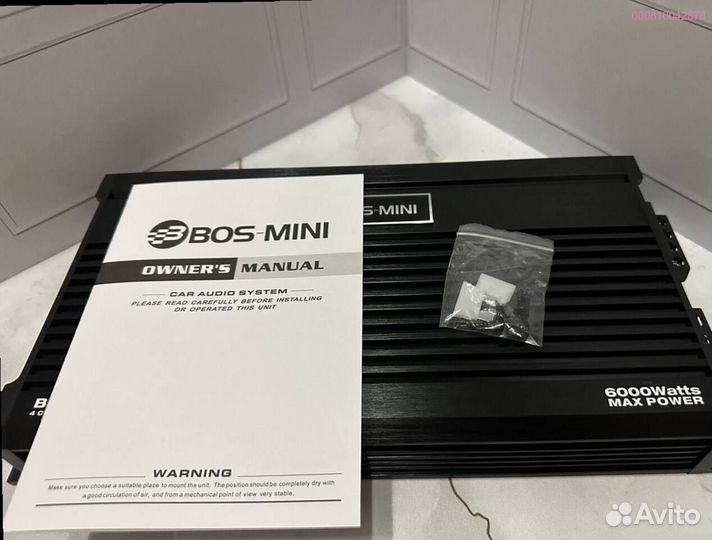 000810042674
BOS-MINI
OWNER'S MANUAL
CAR AUDIO SYSTEM
PLEASE READ CAREFULLY BEFORE INSTALLING
OR OPERATED THIS UNIT
WARNING
Make sure you choose a suitable place to mount the unit. The position should be completely dry with
a good circulation of air, and from a mechanical point of view very stable.
S-MINI
6000Watts
MAX POWER
B
4 C
Avito